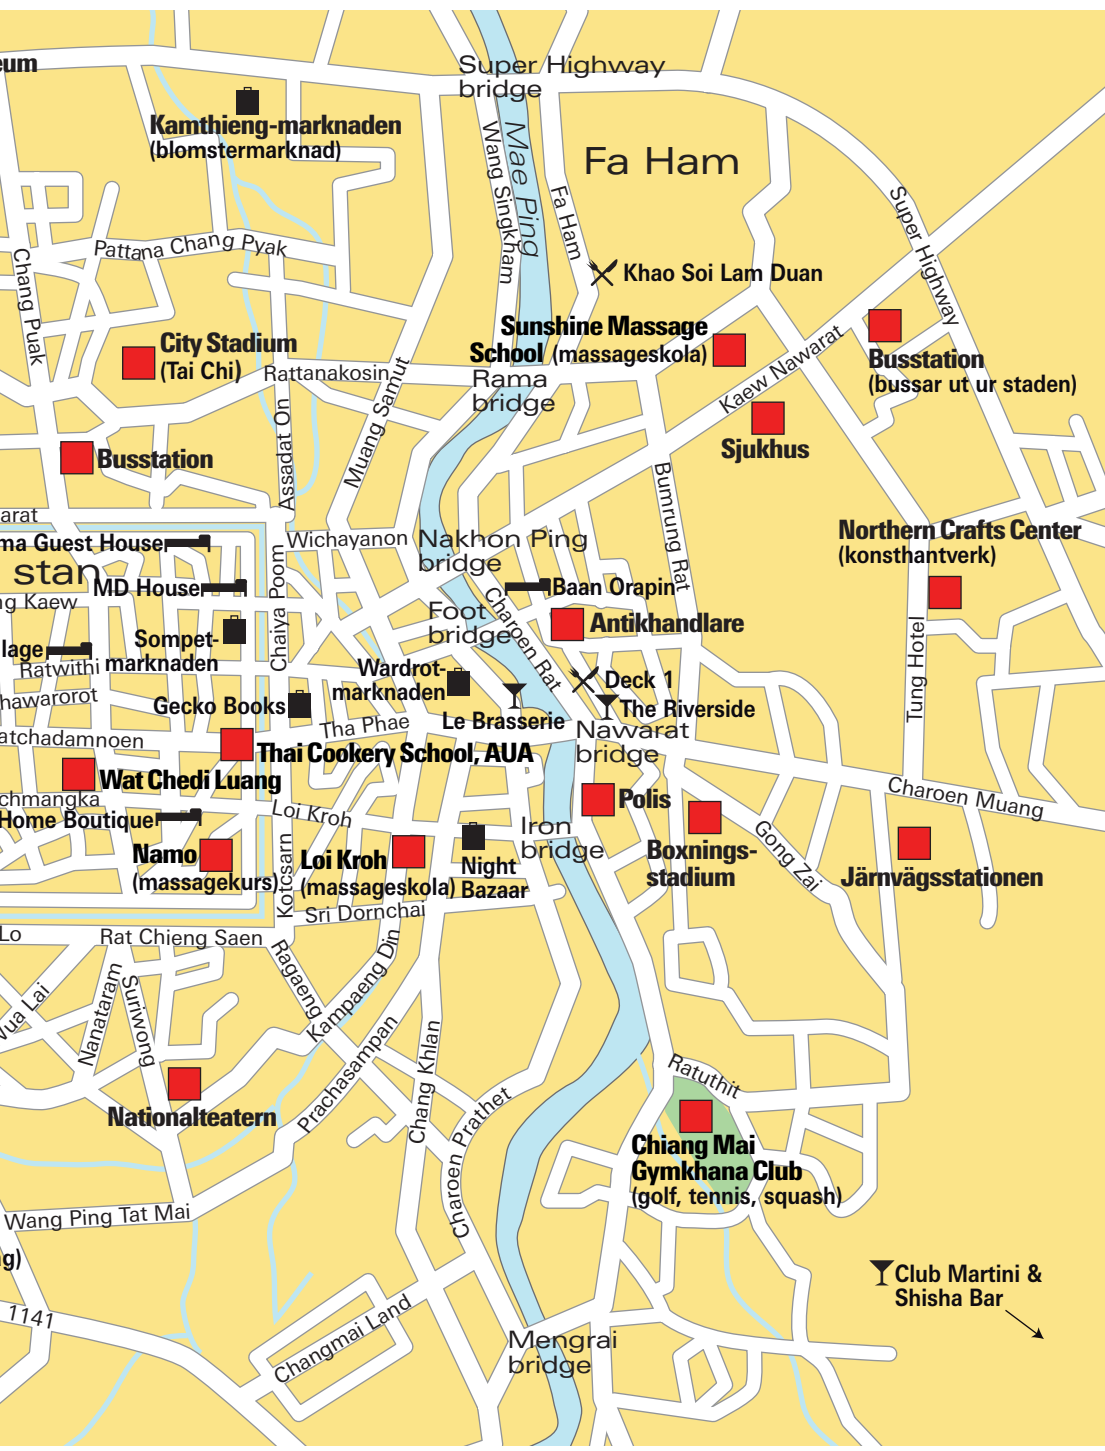 Super Highway
bridge
Kamthieng-marknaden
(blomstermarknad)
Wang Singkham
Mae Ping
Fa Ham
Fa Ham
Super Highway
Pattana Chang Pyak
Chang Puak
Khao Soi Lam Duan
Sunshine Massage
School (massageskola)
City Stadium
(Tai Chi)
Rattanakosin
Rama
bridge
Kaew Nawarat
Busstation
(bussar ut ur staden)
Muang Samut
Assadat On
Sjukhus
Busstation
Bumrung Rat
arat
Wichayanon
Nakhon Ping
bridge
Northern Crafts Center
(konsthantverk)
ma Guest House
stan
MD House
Baan Orapin
ng Kaew
Chaiya Poom
Foot
bridge
Charoen Rat
Antikhandlare
Sompet-
marknaden
lage
Ratwithi
Tung Hotel
Wardrot-
marknaden
Deck 1
hawarorot
Gecko Books
Le Brasserie
The Riverside
Tha Phae
Nawarat
bridge
atchadamnoen
Thai Cookery School, AUA
Wat Chedi Luang
chmangka
Charoen Muang
Home Boutique
Loi Kroh
Polis
Iron
bridge
Boxnings-
stadium
Gong Zai
Namo
(massagekurs)
Kotcsarn
Loi Kroh
(massageskola)
Night
Bazaar
Järnvägsstationen
Sri Dornchai
Lo
Rat Chieng Saen
Ragaeng
Kampaeng Din
Vua Lai
Nanataram
Suriwong
Prachasampan
Chang Khlan
Ratuthit
Nationalteatern
Charoen Prathet
Chiang Mai
Gymkhana Club
(golf, tennis, squash)
Wang Ping Tat Mai
ng)
Club Martini &
Shisha Bar
1141
Changmai Land
Mengrai
bridge
eum